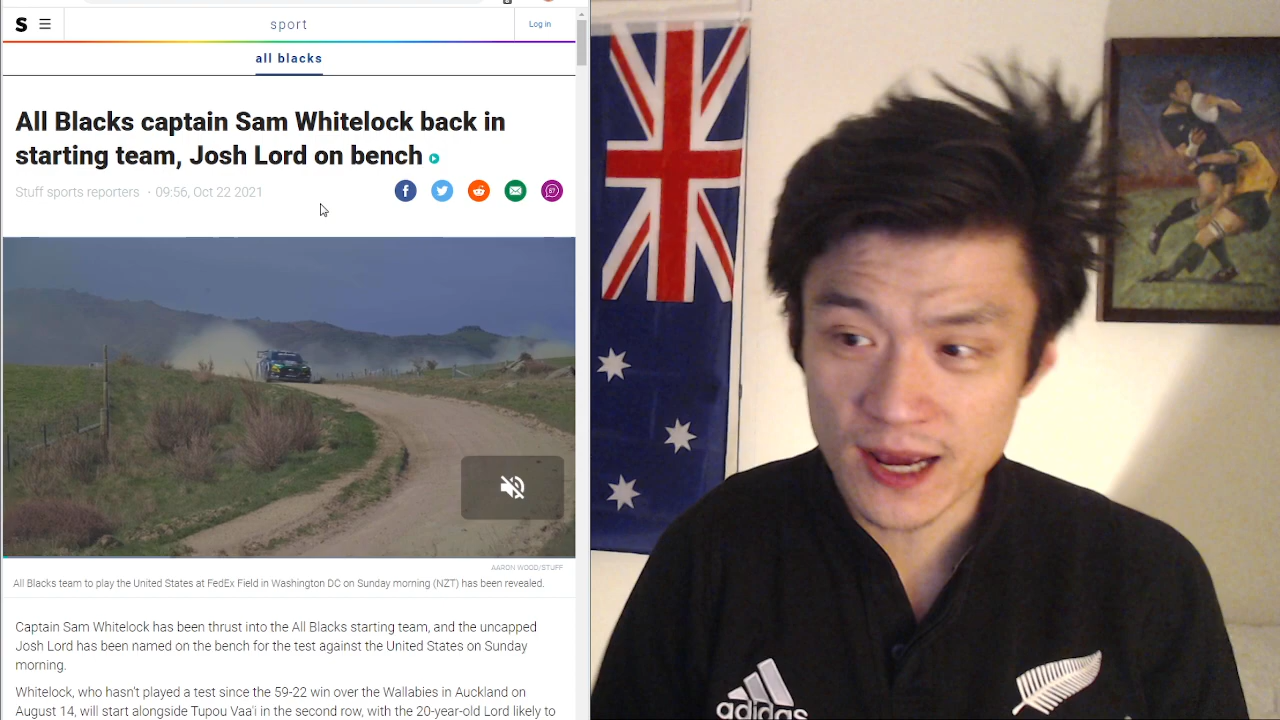 S
sport
Log in
all blacks
All Blacks captain Sam Whitelock back in
starting team, Josh Lord on bench
Stuff sports reporters · 09:56, Oct 22 2021
87
AARON WOOD/STUFF
All Blacks team to play the United States at FedEx Field in Washington DC on Sunday morning (NZT) has been revealed.
Captain Sam Whitelock has been thrust into the All Blacks starting team, and the uncapped
Josh Lord has been named on the bench for the test against the United States on Sunday
morning.
Whitelock, who hasn't played a test since the 59-22 win over the Wallabies in Auckland on
August 14, will start alongside Tupou Vaa'i in the second row, with the 20-year-old Lord likely to
adidas